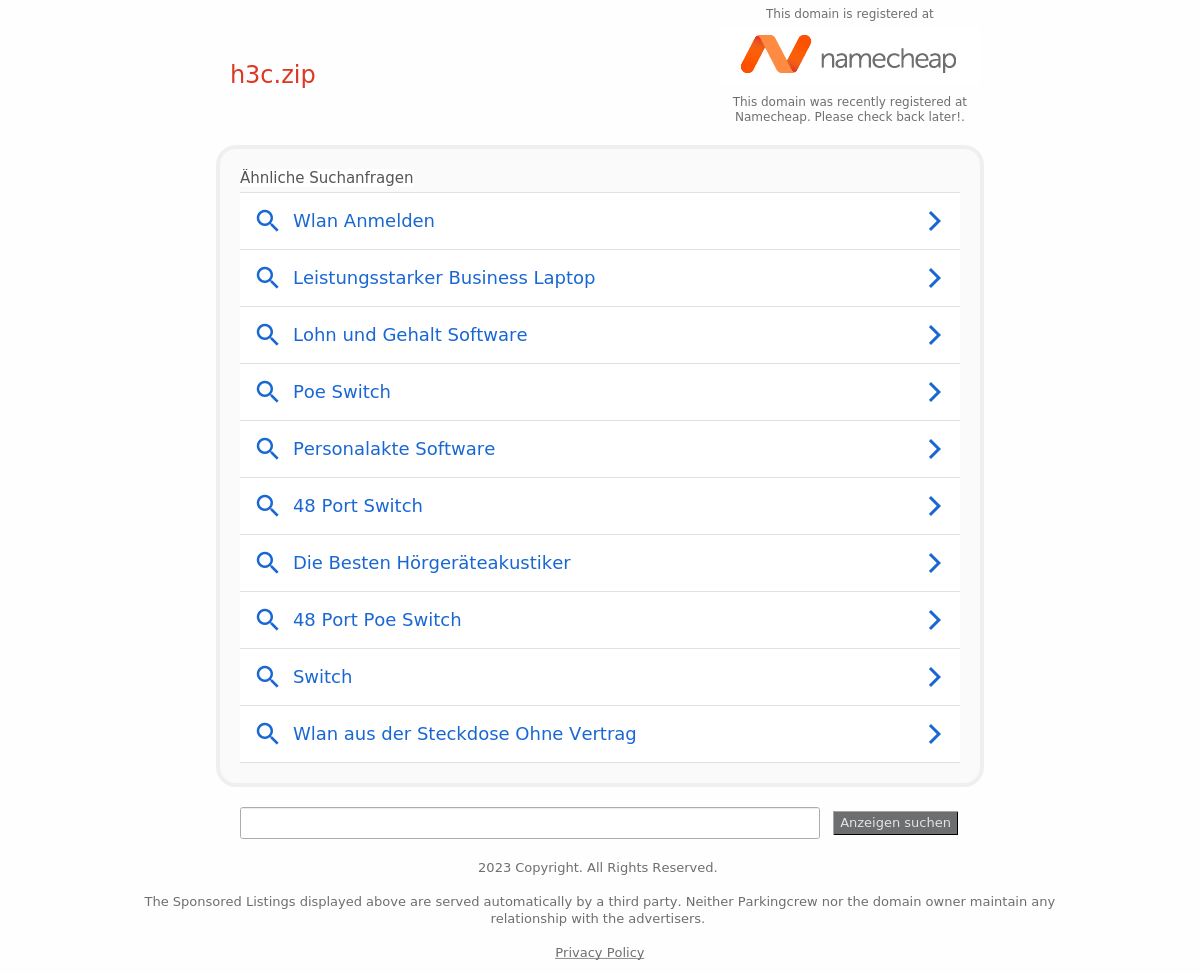 This domain is registered at
namecheap
h3c.zip
This domain was recently registered at
Namecheap. Please check back later!.
Ähnliche Suchanfragen
Wlan Anmelden
Leistungsstarker Business Laptop
Lohn und Gehalt Software
Poe Switch
Personalakte Software
48 Port Switch
Die Besten Hörgeräteakustiker
48 Port Poe Switch
Switch
Wlan aus der Steckdose Ohne Vertrag
Anzeigen suchen
2023 Copyright. All Rights Reserved.
The Sponsored Listings displayed above are served automatically by a third party. Neither Parkingcrew nor the domain owner maintain any
relationship with the advertisers.
Privacy Policy